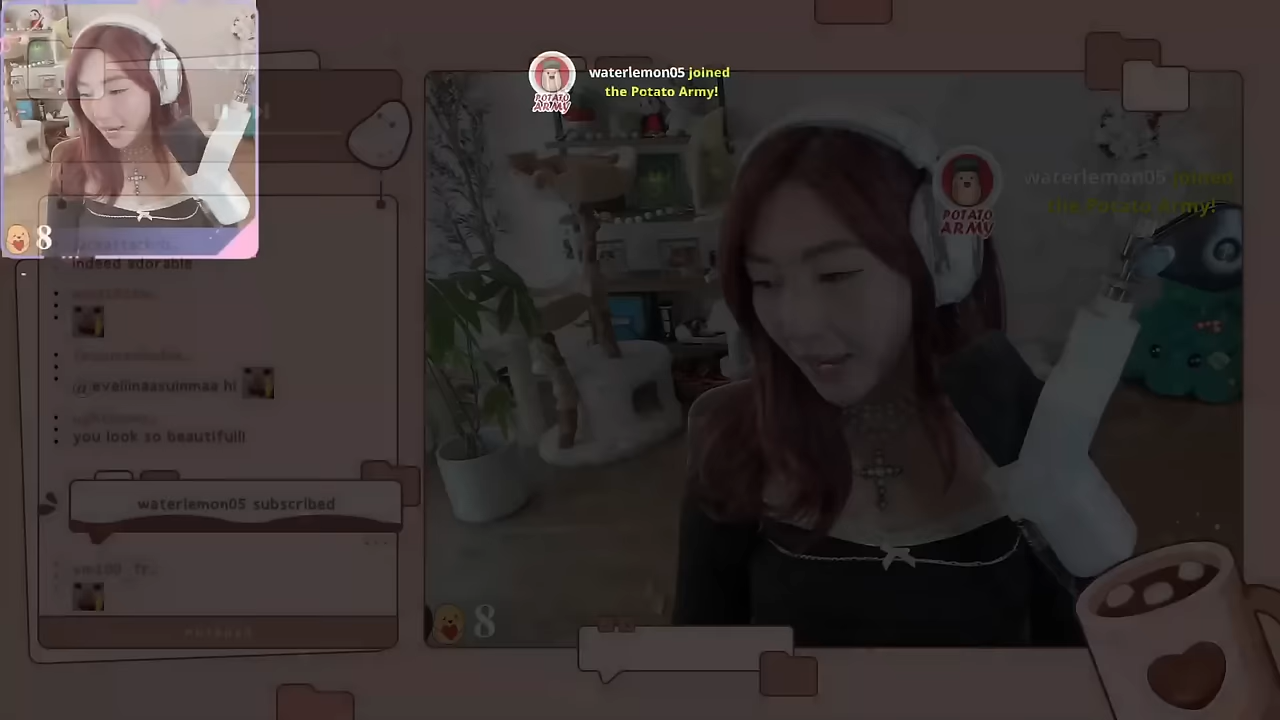 waterlemon05 joined
the Potato Army!
POTATO
ARMY
8
waterlemon05 joined
the Potato Army!
POTATO
ARMY
indeed adorable
@eveliinaasuinmaa hi
you look so beautiful!
waterlemon05 subscribed
8